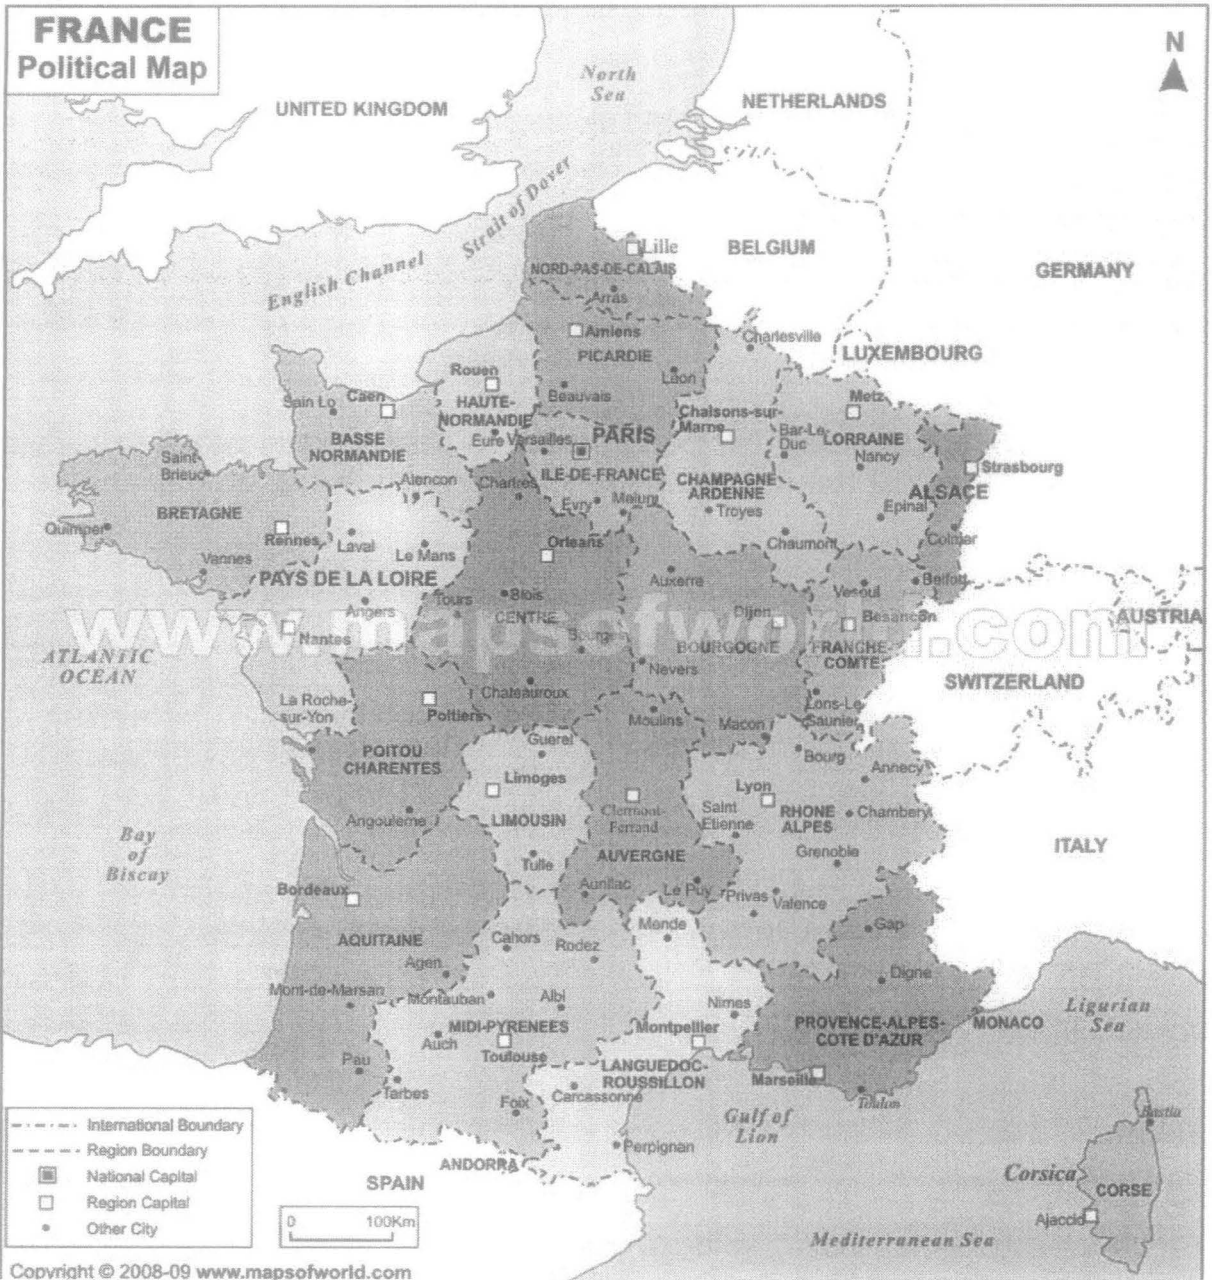 FRANCE
Political Map
N
North
Sea
UNITED KINGDOM
NETHERLANDS
Strait of Dover
English Channel
Lille
BELGIUM
NORD-PAS-DE-CALAIS
GERMANY
Arras
Amiens
PICARDIE
Charlesville
LUXEMBOURG
Laon
Rouen
Beauvais
HAUTE-
NORMANDIE
Sain Lo
Caen
BASSE
NORMANDIE
Eure
Versailles
PARIS
ILE-DE-FRANCE
Chalsons-sur-
Marne
Metz
Bar-Le-
Duc
LORRAINE
Nancy
Strasbourg
ALSACE
Saint
Brieuc
Alencon
Chartres
Evry
Melum
CHAMPAGNE
ARDENNE
Troyes
Epinal
BRETAGNE
Quimper
Rennes
Laval
Le Mans
Orleans
Chaumont
Colmar
Vannes
PAYS DE LA LOIRE
Auxerre
Vesoul
Belfort
Angers
Tours
Blois
CENTRE
Dijon
Besancon
AUSTRIA
www.mapsofworld.com
Nantes
Bourges
BOURGOGNE
FRANCHE-
COMTE
ATLANTIC
OCEAN
Nevers
SWITZERLAND
La Roche-
sur-Yon
Poitiers
Chateauroux
Moulins
Macon
Lons-Le
Saunier
POITOU
CHARENTES
Gueret
Bourg
Annecy
Limoges
Lyon
Angouleme
LIMOUSIN
Clermont-
Ferrand
Saint
Etienne
RHONE
ALPES
Chambery
Bay
of
Biscay
Tulle
AUVERGNE
Grenoble
ITALY
Bordeaux
Aurillac
Le Puy
Privas
Valence
AQUITAINE
Cahors
Rodez
Mende
Gap
Agen
Digne
Mont-de-Marsan
Montauban
Albi
Nimes
Ligurian
Sea
MIDI-PYRENEES
Auch
Toulouse
Montpellier
PROVENCE-ALPES-
COTE D'AZUR
MONACO
Pau
Tarbes
LANGUEDOC-
ROUSSILLON
Carcassonne
Marseille
Toulon
Foix
Gulf of
Lion
Bastia
Perpignan
ANDORRA
SPAIN
Corsica
CORSE
Ajaccio
Mediterranean Sea
International Boundary
Region Boundary
National Capital
Region Capital
Other City
0 100Km
Copyright © 2008-09 www.mapsofworld.com